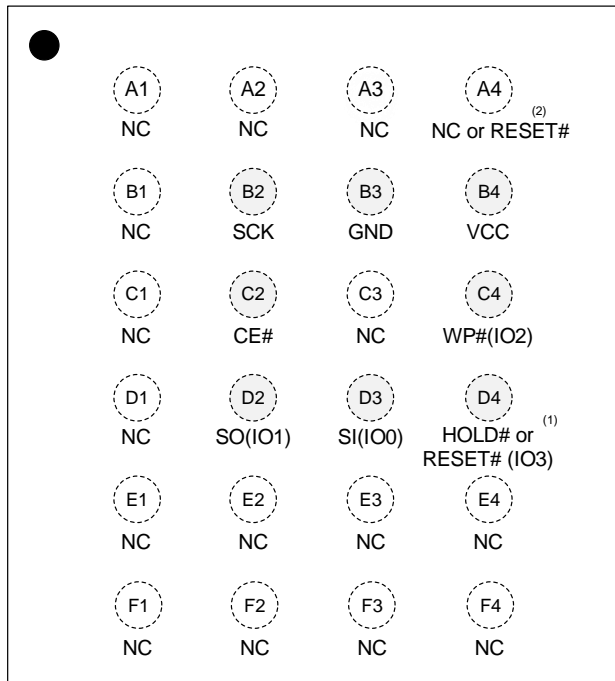 A1 A2 A3 A4
NC NC NC NC or RESET# (2)
B1 B2 B3 B4
NC SCK GND VCC
C1 C2 C3 C4
NC CE# NC WP#(IO2)
D1 D2 D3 D4
NC SO(IO1) SI(IO0) HOLD# or (1)
RESET# (IO3)
E1 E2 E3 E4
NC NC NC NC
F1 F2 F3 F4
NC NC NC NC